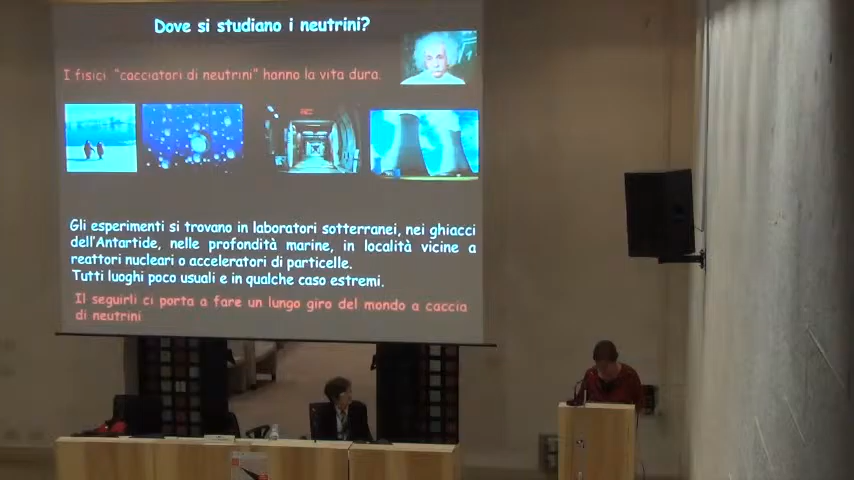 Dove si studiano i neutrini?
I fisici "cacciatori di neutrini" hanno la vita dura.
Gli esperimenti si trovano in laboratori sotterranei, nei ghiacci
dell'Antartide, nelle profondità marine, in località vicine a
reattori nucleari o acceleratori di particelle.
Tutti luoghi poco usuali e in qualche caso estremi.
Il seguirli ci porta a fare un lungo giro del mondo a caccia
di neutrini